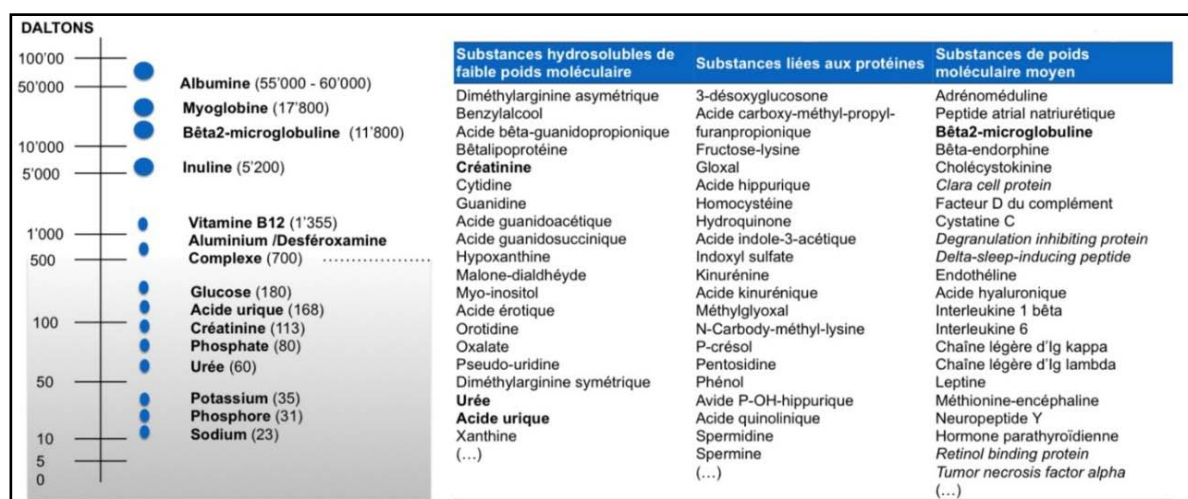 DALTONS
100'00
50'000
10'000
5'000
1'000
500
100
50
10
5
0
Albumine (55'000 - 60'000)
Myoglobine (17'800)
Bêta2-microglobuline (11'800)
Inuline (5'200)
Vitamine B12 (1'355)
Aluminium /Desféroxamine
Complexe (700)
Glucose (180)
Acide urique (168)
Créatinine (113)
Phosphate (80)
Urée (60)
Potassium (35)
Phosphore (31)
Sodium (23)
Substances hydrosolubles de
faible poids moléculaire
Diméthylarginine asymétrique
Benzylalcool
Acide bêta-guanidopropionique
Bêtalipoprotéine
Créatinine
Cytidine
Guanidine
Acide guanidoacétique
Acide guanidosuccinique
Hypoxanthine
Malone-dialdhéyde
Myo-inositol
Acide érotique
Orotidine
Oxalate
Pseudo-uridine
Diméthylarginine symétrique
Urée
Acide urique
Xanthine
(…)
Substances liées aux protéines
3-désoxyglucosone
Acide carboxy-méthyl-propyl-
furanpropionique
Fructose-lysine
Gloxal
Acide hippurique
Homocystéine
Hydroquinone
Acide indole-3-acétique
Indoxyl sulfate
Kinurénine
Acide kinurénique
Méthylglyoxal
N-Carbody-méthyl-lysine
P-crésol
Pentosidine
Phénol
Avide P-OH-hippurique
Acide quinolinique
Spermidine
Spermine
(…)
Substances de poids
moléculaire moyen
Adrénoméduline
Peptide atrial natriurétique
Bêta2-microglobuline
Bêta-endorphine
Cholécystokinine
Clara cell protein
Facteur D du complément
Cystatine C
Degranulation inhibiting protein
Delta-sleep-inducing peptide
Endothéline
Acide hyaluronique
Interleukine 1 bêta
Interleukine 6
Chaîne légère d'Ig kappa
Chaîne légère d'Ig lambda
Leptine
Méthionine-encéphaline
Neuropeptide Y
Hormone parathyroïdienne
Retinol binding protein
Tumor necrosis factor alpha
(…)